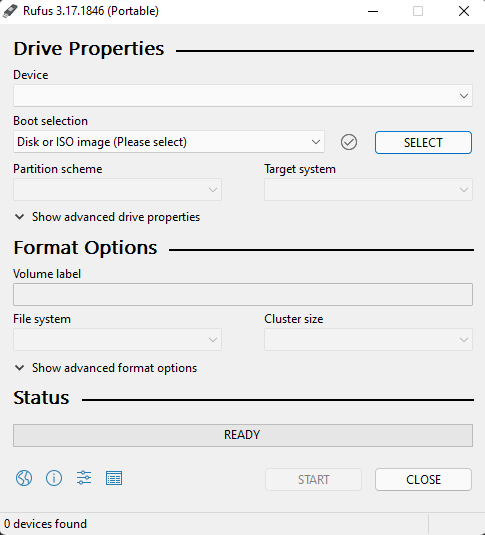 Rufus 3.17.1846 (Portable)
Drive Properties
Device
Boot selection
Disk or ISO image (Please select)
SELECT
Partition scheme
Target system
Show advanced drive properties
Format Options
Volume label
File system
Cluster size
Show advanced format options
Status
READY
START
CLOSE
0 devices found